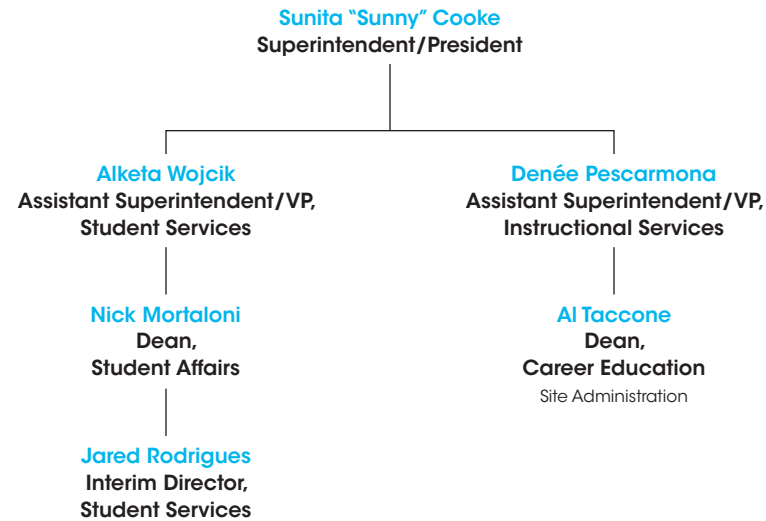 Sunita “Sunny” Cooke
Superintendent/President
Alketa Wojcik
Assistant Superintendent/VP,
Student Services
Denée Pescarmona
Assistant Superintendent/VP,
Instructional Services
Nick Mortaloni
Dean,
Student Affairs
Al Taccone
Dean,
Career Education
Site Administration
Jared Rodrigues
Interim Director,
Student Services